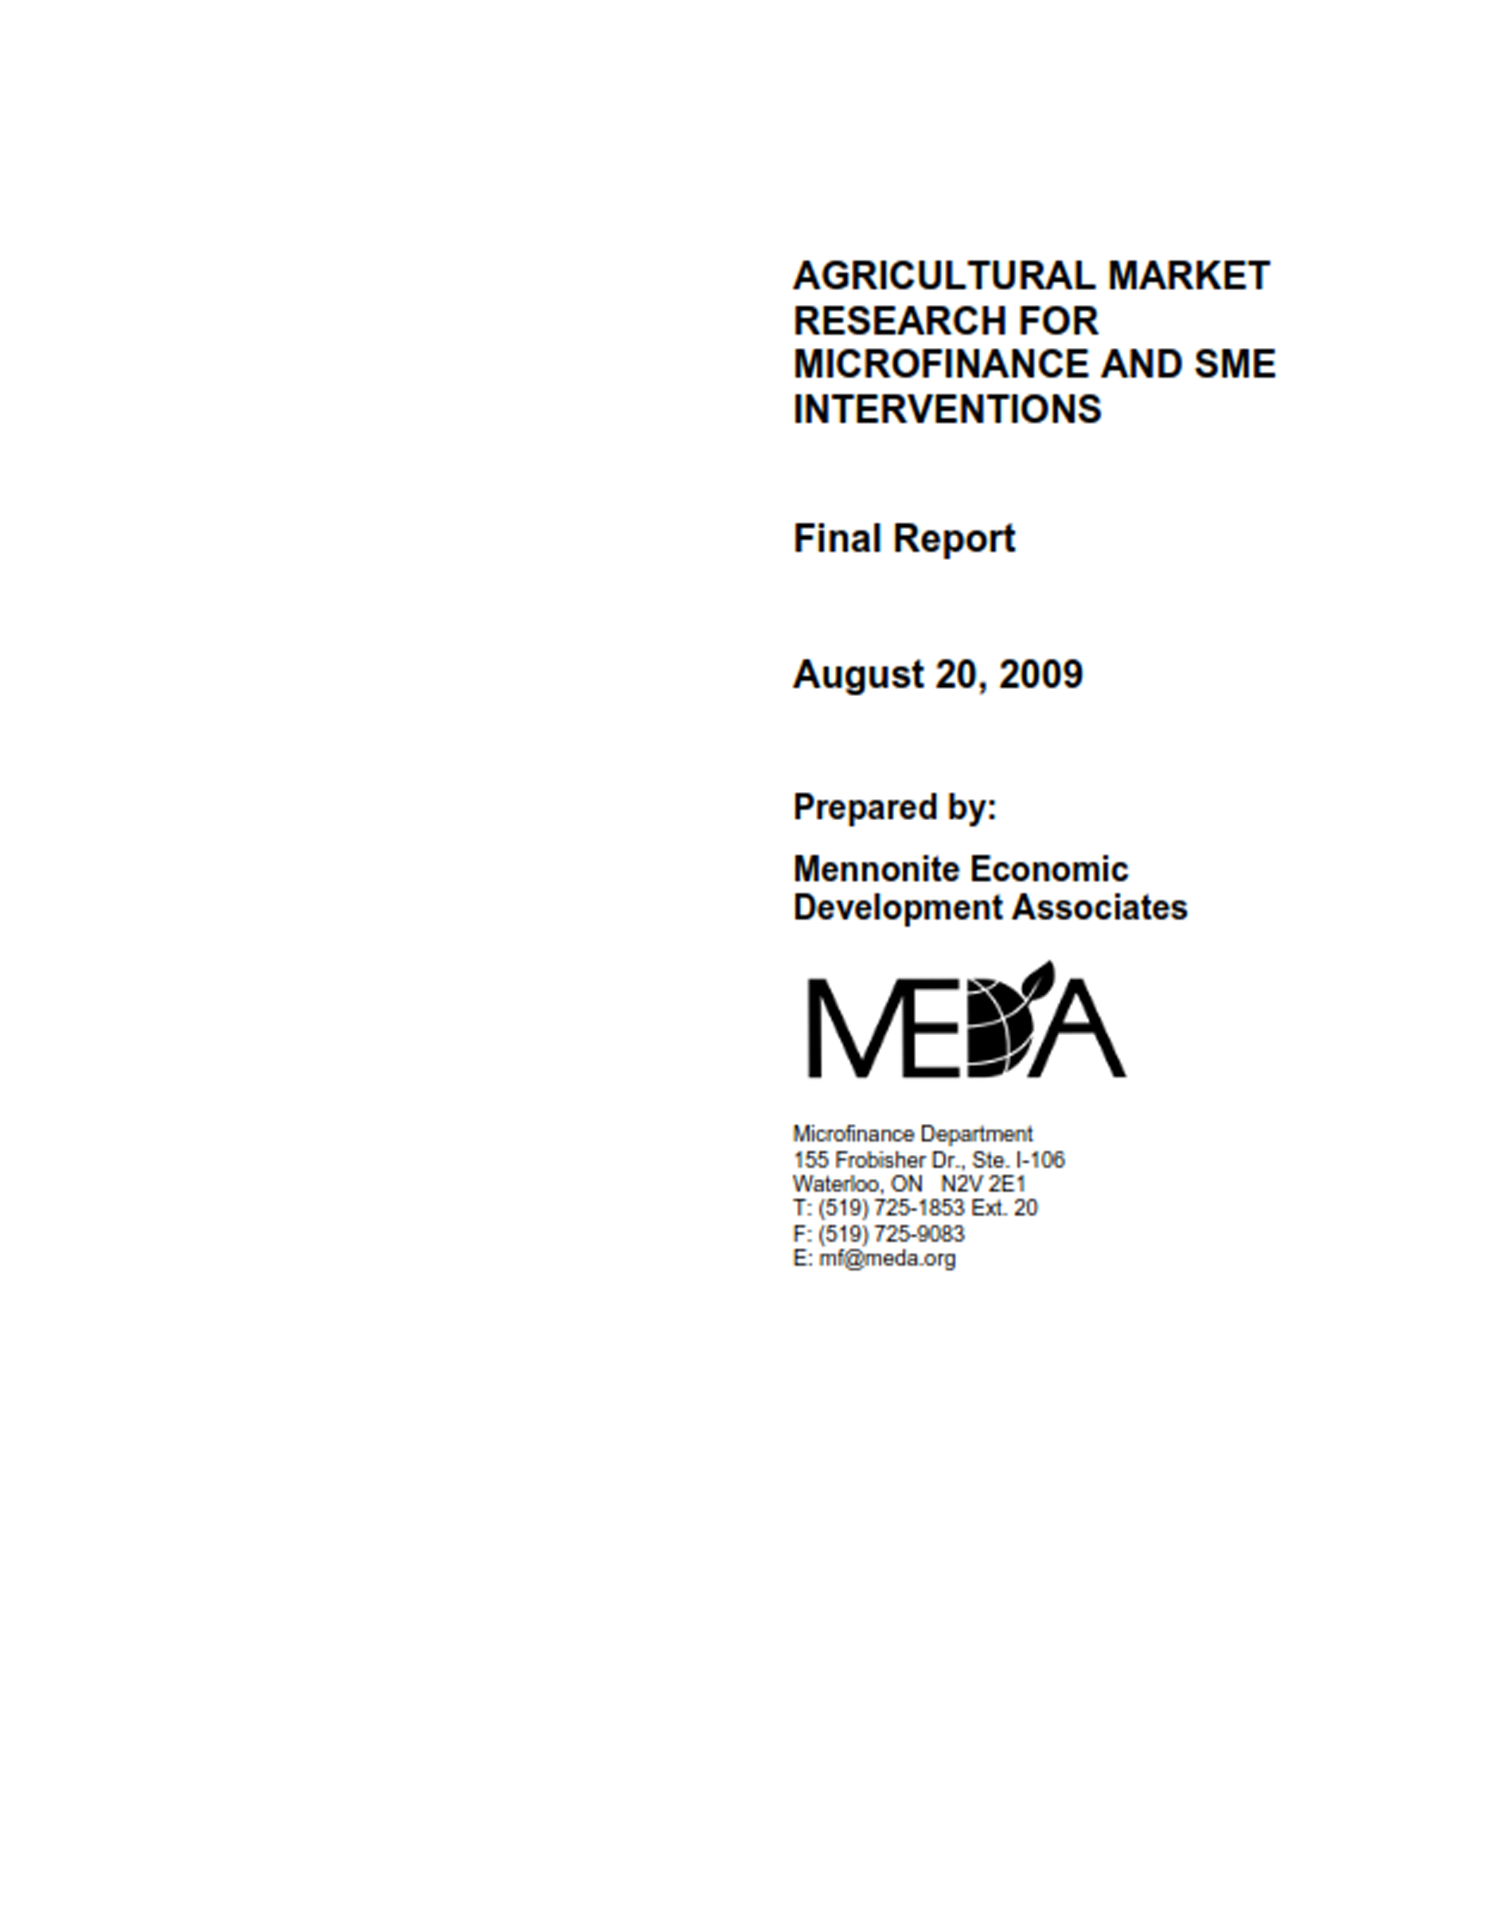 AGRICULTURAL MARKET
RESEARCH FOR
MICROFINANCE AND SME
INTERVENTIONS
Final Report
August 20, 2009
Prepared by:
Mennonite Economic
Development Associates
MEDA
Microfinance Department
155 Frobisher Dr., Ste. I-106
Waterloo, ON   N2V 2E1
T: (519) 725-1853 Ext. 20
F: (519) 725-9083
E: mf@meda.org